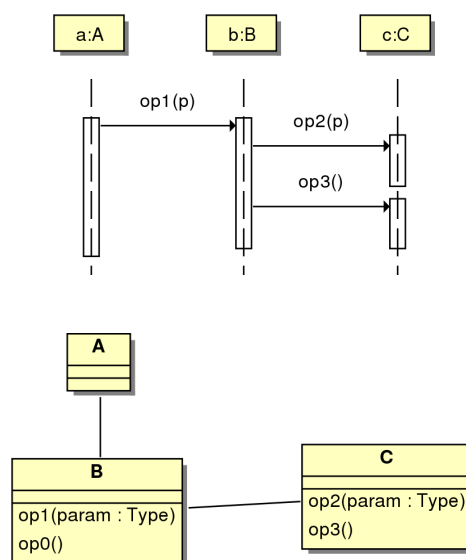 a:A
b:B
c:C
op1(p)
op2(p)
op3()
A
B
op1(param : Type)
op0()
C
op2(param : Type)
op3()